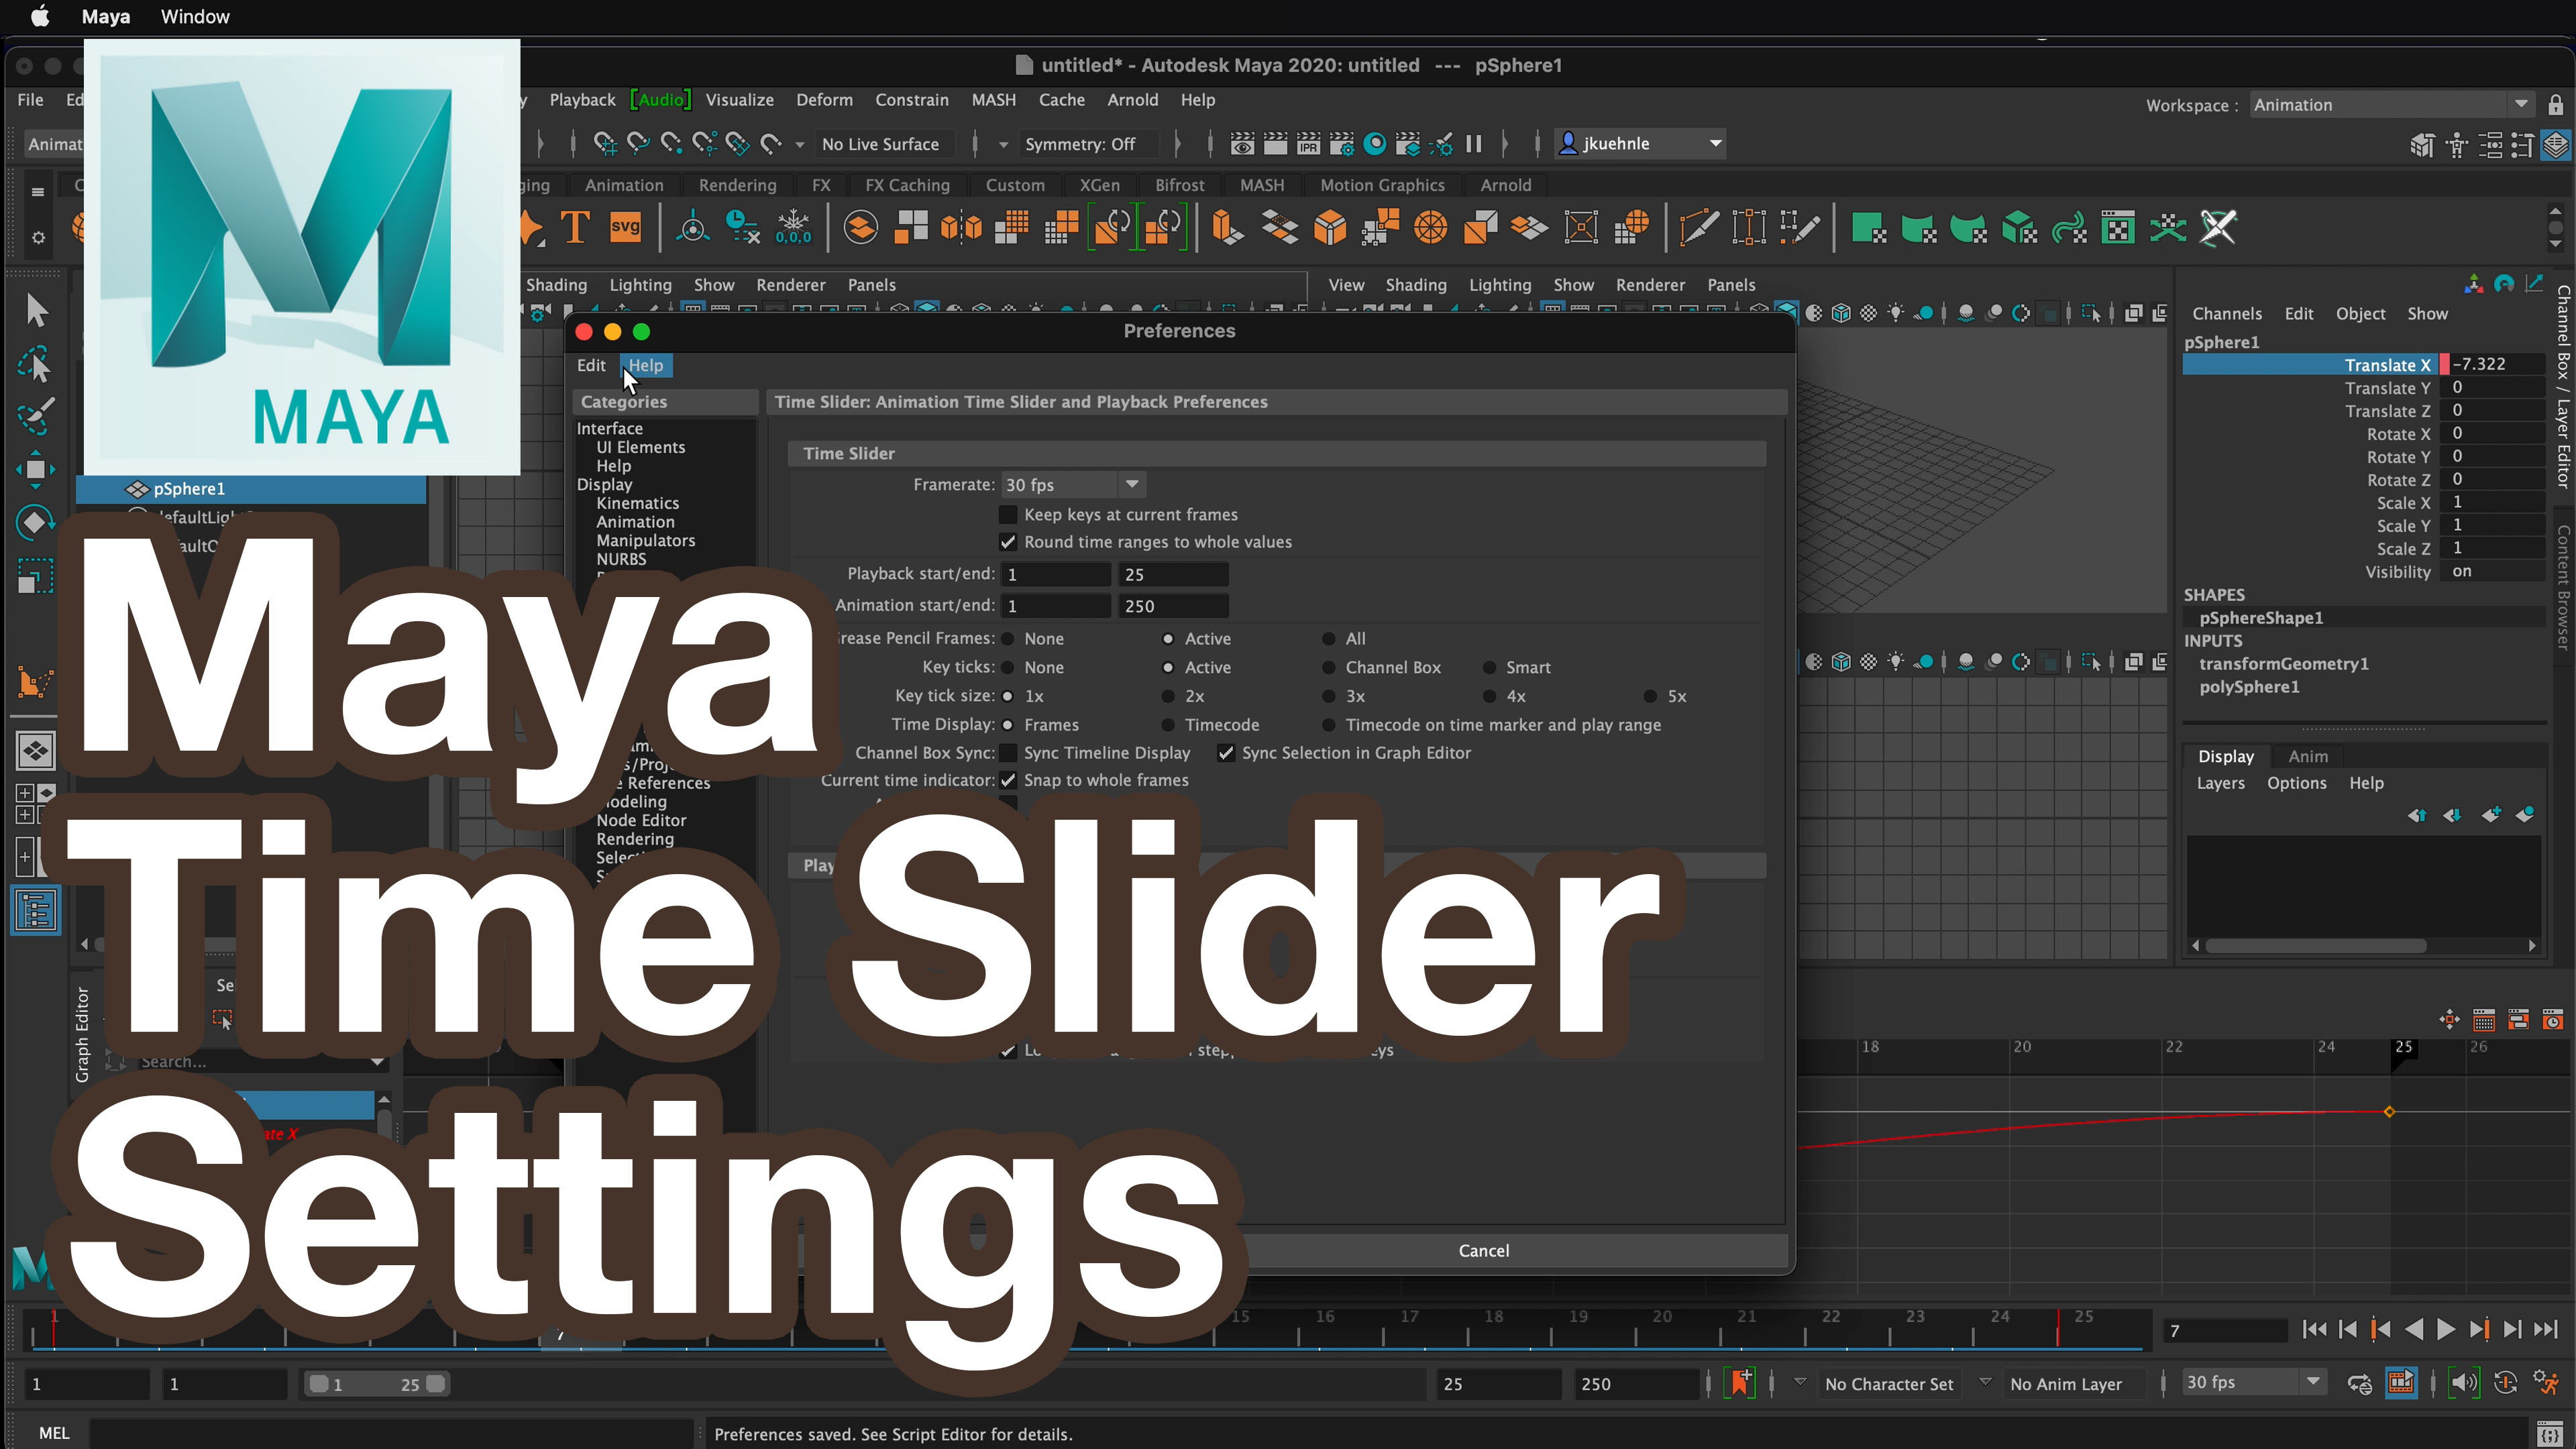 Maya Window
untitled* - Autodesk Maya 2020: untitled --- pSphere1
File Ed y Playback [Audio] Visualize Deform Constrain MASH Cache Arnold Help
Workspace : Animation
Animat No Live Surface Symmetry: Off IPR jkuehnle
ging Animation Rendering FX FX Caching Custom XGen Bifrost MASH Motion Graphics Arnold
T svg 0,0,0
MAYA
Shading Lighting Show Renderer Panels
View Shading Lighting Show Renderer Panels
Channels Edit Object Show
Channel Box / Layer Editor
Content Browser
pSphere1
Translate X -7.322
Translate Y 0
Translate Z 0
Rotate X 0
Rotate Y 0
Rotate Z 0
Scale X 1
Scale Y 1
Scale Z 1
Visibility on
SHAPES
pSphereShape1
INPUTS
transformGeometry1
polySphere1
Display Anim
Layers Options Help
Preferences
Edit Help
Categories
Interface
UI Elements
Help
Display
Kinematics
Animation
Manipulators
NURBS
e References
odeling
Node Editor
Rendering
Time Slider: Animation Time Slider and Playback Preferences
Time Slider
Framerate: 30 fps
Keep keys at current frames
Round time ranges to whole values
Playback start/end: 1 25
Animation start/end: 1 250
rease Pencil Frames: None Active All
Key ticks: None Active Channel Box Smart
Key tick size: 1x 2x 3x 4x 5x
Time Display: Frames Timecode Timecode on time marker and play range
Channel Box Sync: Sync Timeline Display Sync Selection in Graph Editor
Current time indicator: Snap to whole frames
Play
Cancel
pSphere1
Maya
Time Slider
Settings
Graph Editor
Se
Search...
ate X
18 20 22 24 25 26
1 7 15 16 17 18 19 20 21 22 23 24 25 7
1 1 1 25 25 250 No Character Set No Anim Layer 30 fps
MEL Preferences saved. See Script Editor for details.